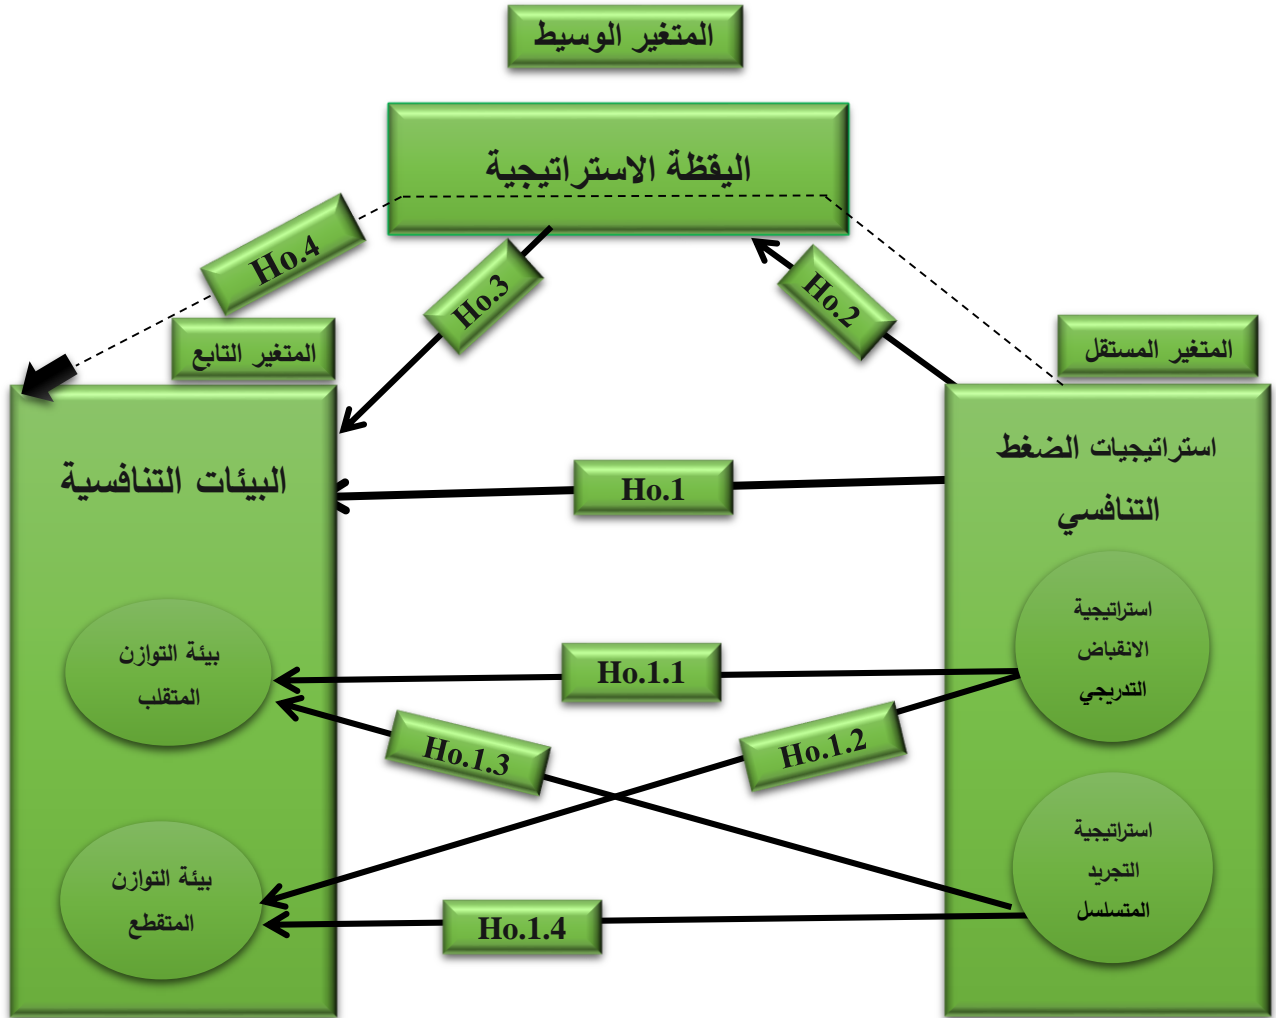 المتغير الوسيط
اليقظة الاستراتيجية
Ho.4
Ho.3
Ho.2
المتغير المستقل
المتغير التابع
استراتيجيات الضغط
التنافسي
البيئات التنافسية
Ho.1
استراتيجية
الانقباض
التدريجي
بيئة التوازن
المتقلب
Ho.1.1
Ho.1.2
Ho.1.3
استراتيجية
التجريد
المتسلسل
بيئة التوازن
المتقطع
Ho.1.4